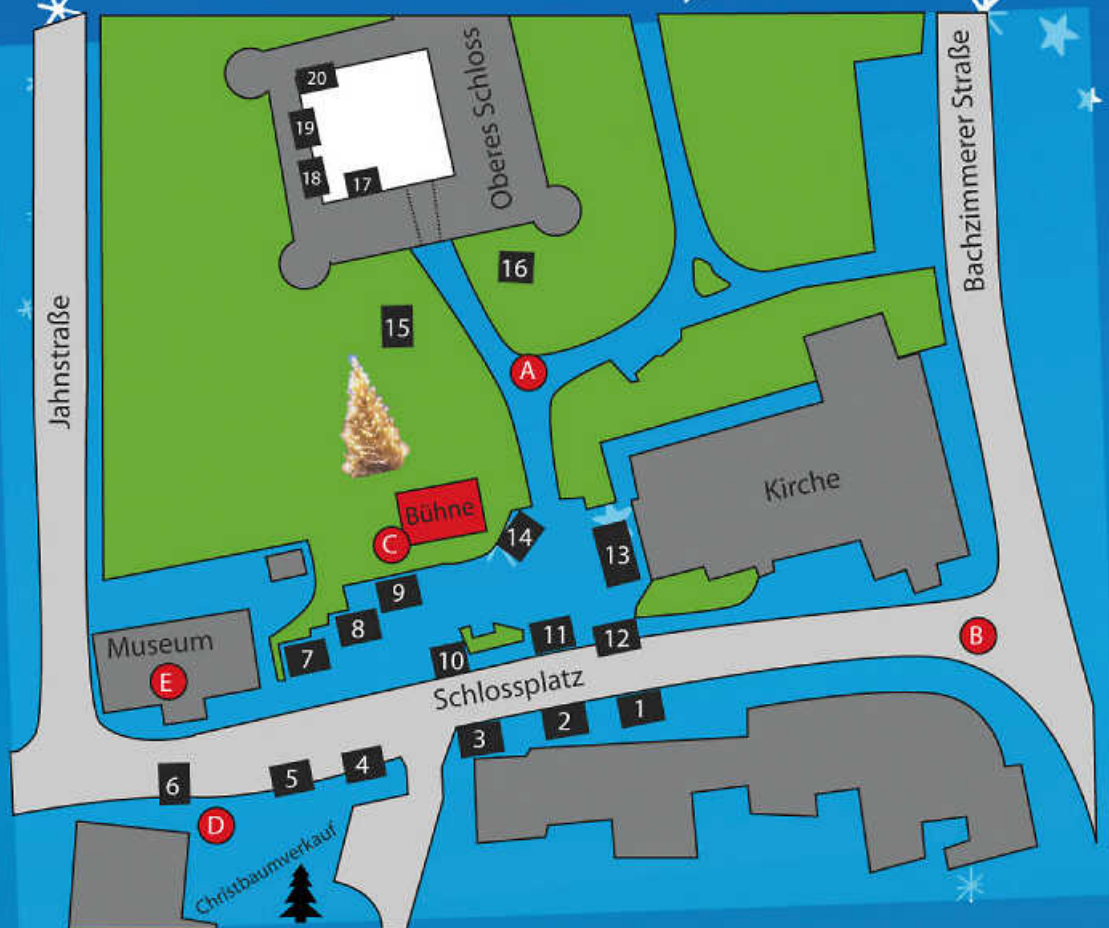 20
19
18
17
Oberes Schloss
Bachzimmerer Straße
16
15
Jahnstraße
A
Kirche
Bühne
C
14
13
9
8
7
Museum
E
10
11
12
B
Schlossplatz
1
2
3
4
5
6
D
Christbaumverkauf